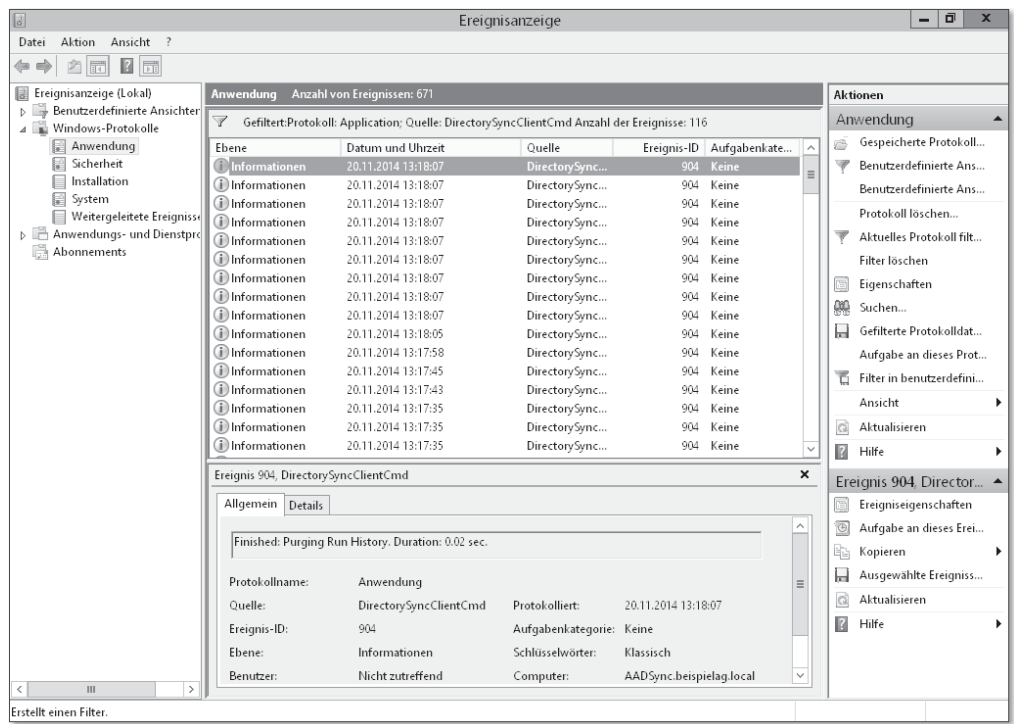 Ereignisanzeige
Datei Aktion Ansicht ?
Ereignisanzeige (Lokal)
Benutzerdefinierte Ansichter
Windows-Protokolle
Anwendung
Sicherheit
Installation
System
Weitergeleitete Ereignisse
Anwendungs- und Dienstprc
Abonnements
Anwendung Anzahl von Ereignissen: 671
Gefiltert:Protokoll: Application; Quelle: DirectorySyncClientCmd Anzahl der Ereignisse: 116
Ebene Datum und Uhrzeit Quelle Ereignis-ID Aufgabenkate...
Informationen 20.11.2014 13:18:07 DirectorySync... 904 Keine
Informationen 20.11.2014 13:18:07 DirectorySync... 904 Keine
Informationen 20.11.2014 13:18:07 DirectorySync... 904 Keine
Informationen 20.11.2014 13:18:07 DirectorySync... 904 Keine
Informationen 20.11.2014 13:18:07 DirectorySync... 904 Keine
Informationen 20.11.2014 13:18:07 DirectorySync... 904 Keine
Informationen 20.11.2014 13:18:07 DirectorySync... 904 Keine
Informationen 20.11.2014 13:18:07 DirectorySync... 904 Keine
Informationen 20.11.2014 13:18:07 DirectorySync... 904 Keine
Informationen 20.11.2014 13:18:05 DirectorySync... 904 Keine
Informationen 20.11.2014 13:17:58 DirectorySync... 904 Keine
Informationen 20.11.2014 13:17:45 DirectorySync... 904 Keine
Informationen 20.11.2014 13:17:43 DirectorySync... 904 Keine
Informationen 20.11.2014 13:17:35 DirectorySync... 904 Keine
Informationen 20.11.2014 13:17:35 DirectorySync... 904 Keine
Informationen 20.11.2014 13:17:35 DirectorySync... 904 Keine
Ereignis 904, DirectorySyncClientCmd
Allgemein Details
Finished: Purging Run History. Duration: 0.02 sec.
Protokollname: Anwendung
Quelle: DirectorySyncClientCmd Protokolliert: 20.11.2014 13:18:07
Ereignis-ID: 904 Aufgabenkategorie: Keine
Ebene: Informationen Schlüsselwörter: Klassisch
Benutzer: Nicht zutreffend Computer: AADSync.beispielag.local
Aktionen
Anwendung
Gespeicherte Protokoll...
Benutzerdefinierte Ans...
Benutzerdefinierte Ans...
Protokoll löschen...
Aktuelles Protokoll filt...
Filter löschen
Eigenschaften
Suchen...
Gefilterte Protokolldat...
Aufgabe an dieses Prot...
Filter in benutzerdefini...
Ansicht
Aktualisieren
Hilfe
Ereignis 904, Director...
Ereigniseigenschaften
Aufgabe an dieses Erei...
Kopieren
Ausgewählte Ereigniss...
Aktualisieren
Hilfe
Erstellt einen Filter.